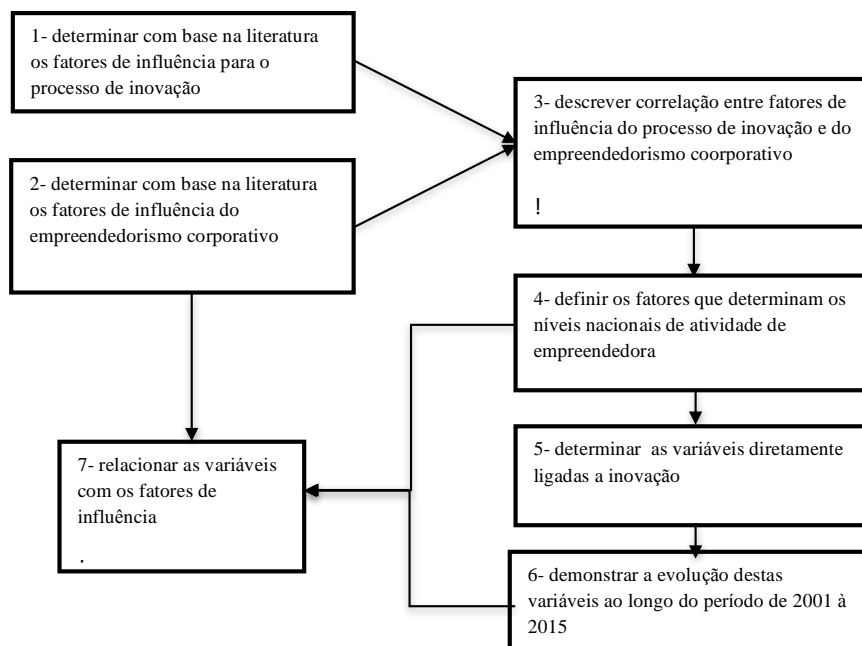 1- determinar com base na literatura
os fatores de influência para o
processo de inovação
2- determinar com base na literatura
os fatores de influência do
empreendedorismo corporativo
3- descrever correlação entre fatores de
influência do processo de inovação e do
empreendedorismo coorporativo
!
4- definir os fatores que determinam os
níveis nacionais de atividade de
empreendedora
5- determinar as variáveis diretamente
ligadas a inovação
6- demonstrar a evolução destas
variáveis ao longo do período de 2001 à
2015
7- relacionar as variáveis
com os fatores de
influência
.